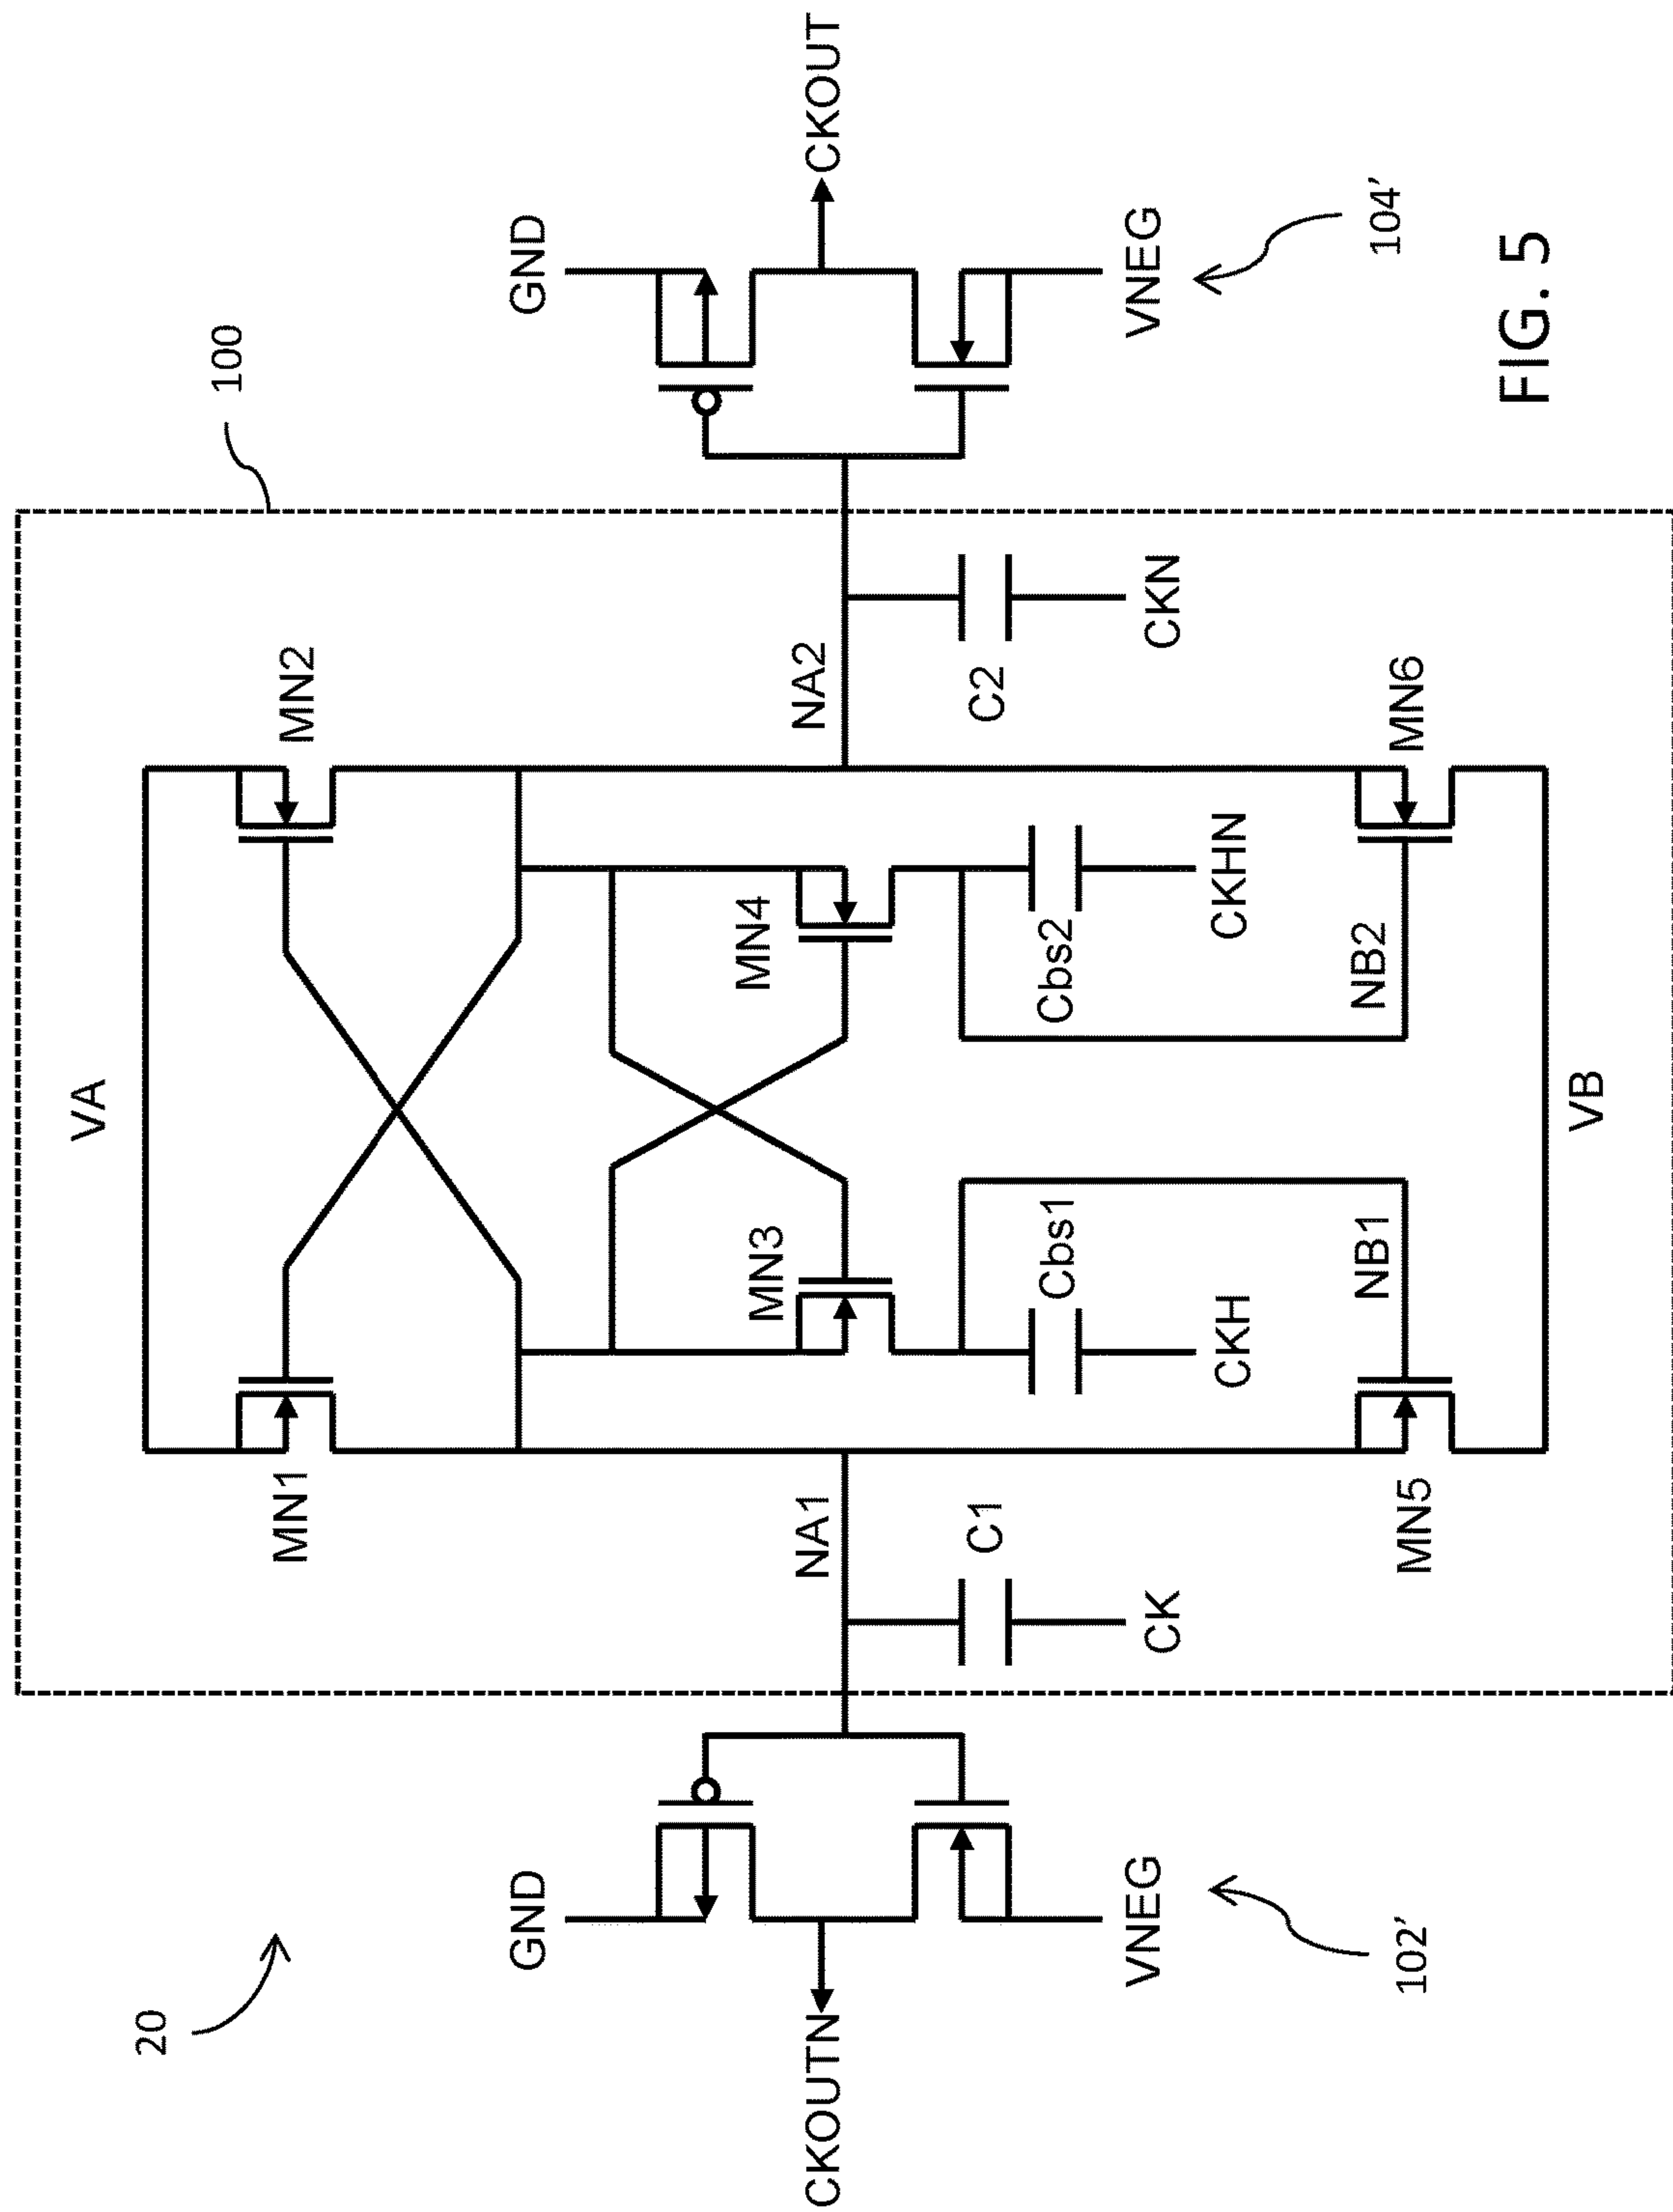 20
100
VA
MN1
MN2
GND
GND
MN3
MN4
CKOUTN
NA1
NA2
CKOUT
C1
Cbs1
Cbs2
C2
VNEG
CK
CKH
CKHN
CKN
VNEG
102’
MN5
NB1
NB2
MN6
104’
VB
FIG. 5